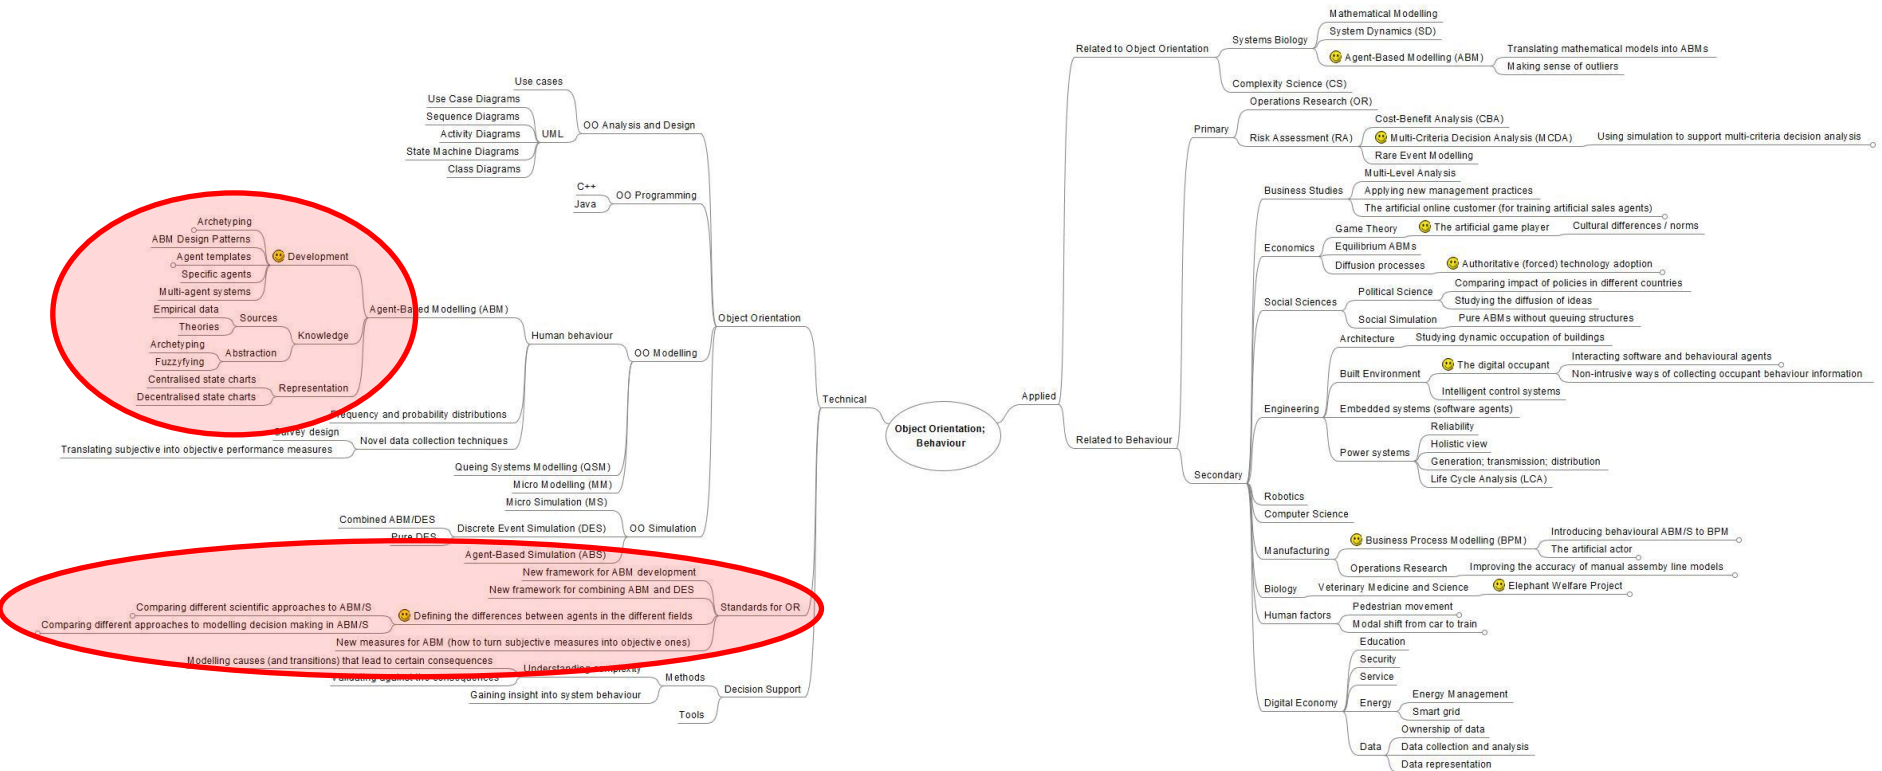 Object Orientation;
Behaviour
Technical
Object Orientation
OO Analysis and Design
Use cases
UML
Use Case Diagrams
Sequence Diagrams
Activity Diagrams
State Machine Diagrams
Class Diagrams
OO Programming
C++
Java
OO Modelling
Human behaviour
Agent-Based Modelling (ABM)
Development
Archetyping
ABM Design Patterns
Agent templates
Specific agents
Multi-agent systems
Knowledge
Sources
Empirical data
Theories
Abstraction
Archetyping
Fuzzyfying
Representation
Centralised state charts
Decentralised state charts
Frequency and probability distributions
Novel data collection techniques
Survey design
Translating subjective into objective performance measures
Queing Systems Modelling (QSM)
Micro Modelling (MM)
OO Simulation
Micro Simulation (MS)
Discrete Event Simulation (DES)
Combined ABM/DES
Pure DES
Agent-Based Simulation (ABS)
Standards for OR
New framework for ABM development
New framework for combining ABM and DES
Defining the differences between agents in the different fields
Comparing different scientific approaches to ABM/S
Comparing different approaches to modelling decision making in ABM/S
New measures for ABM (how to turn subjective measures into objective ones)
Decision Support
Methods
Understanding complexity
Modelling causes (and transitions) that lead to certain consequences
Validating against the consequences
Gaining insight into system behaviour
Tools
Applied
Related to Object Orientation
Systems Biology
Mathematical Modelling
System Dynamics (SD)
Agent-Based Modelling (ABM)
Translating mathematical models into ABMs
Making sense of outliers
Complexity Science (CS)
Related to Behaviour
Primary
Operations Research (OR)
Risk Assessment (RA)
Cost-Benefit Analysis (CBA)
Multi-Criteria Decision Analysis (MCDA)
Using simulation to support multi-criteria decision analysis
Rare Event Modelling
Secondary
Business Studies
Multi-Level Analysis
Applying new management practices
The artificial online customer (for training artificial sales agents)
Economics
Game Theory
The artificial game player
Cultural differences / norms
Equilibrium ABMs
Diffusion processes
Authoritative (forced) technology adoption
Social Sciences
Political Science
Comparing impact of policies in different countries
Studying the diffusion of ideas
Social Simulation
Pure ABMs without queuing structures
Engineering
Architecture
Studying dynamic occupation of buildings
Built Environment
The digital occupant
Interacting software and behavioural agents
Non-intrusive ways of collecting occupant behaviour information
Intelligent control systems
Embedded systems (software agents)
Power systems
Reliability
Holistic view
Generation; transmission; distribution
Life Cycle Analysis (LCA)
Robotics
Computer Science
Manufacturing
Business Process Modelling (BPM)
Introducing behavioural ABM/S to BPM
The artificial actor
Operations Research
Improving the accuracy of manual assemby line models
Biology
Veterinary Medicine and Science
Elephant Welfare Project
Human factors
Pedestrian movement
Modal shift from car to train
Digital Economy
Education
Security
Service
Energy
Energy Management
Smart grid
Data
Ownership of data
Data collection and analysis
Data representation